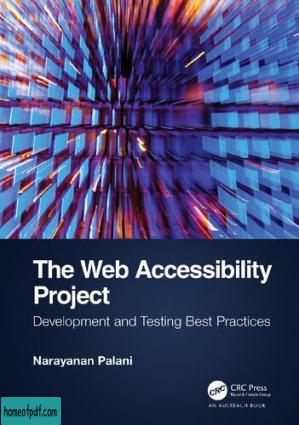 The Web Accessibility
Project
Development and Testing Best Practices
Narayanan Palani
CRC Press
Taylor & Francis Group
AN AUERBACH BOOK
homeofpdf.com